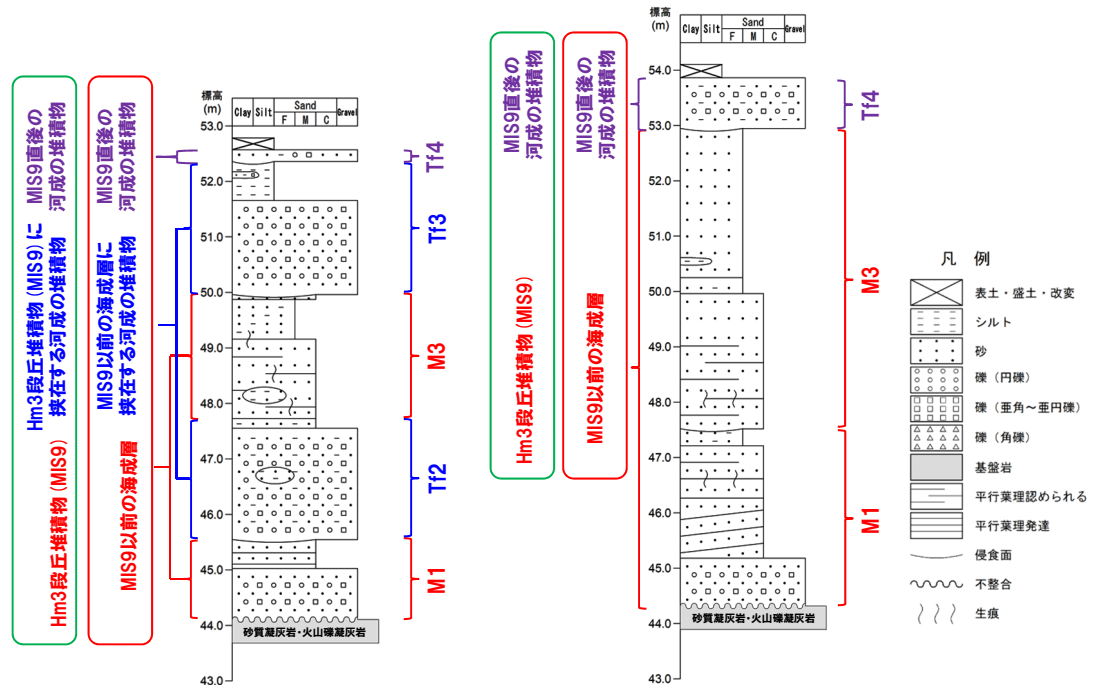 MIS9直後の
河成の堆積物
Hm3段丘堆積物(MIS9)に
挟在する河成の堆積物
Hm3段丘堆積物(MIS9)
MIS9直後の
河成の堆積物
MIS9以前の海成層に
挟在する河成の堆積物
MIS9以前の海成層
標高
(m)
Clay
Silt
Sand
F
M
C
Gravel
53.0
52.0
51.0
50.0
49.0
48.0
47.0
46.0
45.0
44.0
43.0
砂質凝灰岩・火山礫凝灰岩
Tf4
Tf3
M3
Tf2
M1
MIS9直後の
河成の堆積物
Hm3段丘堆積物(MIS9)
MIS9直後の
河成の堆積物
MIS9以前の海成層
標高
(m)
Clay
Silt
Sand
F
M
C
Gravel
54.0
53.0
52.0
51.0
50.0
49.0
48.0
47.0
46.0
45.0
44.0
43.0
砂質凝灰岩・火山礫凝灰岩
Tf4
M3
M1
凡 例
表土・盛土・改変
シルト
砂
礫(円礫)
礫(亜角~亜円礫)
礫(角礫)
基盤岩
平行葉理認められる
平行葉理発達
侵食面
不整合
生痕